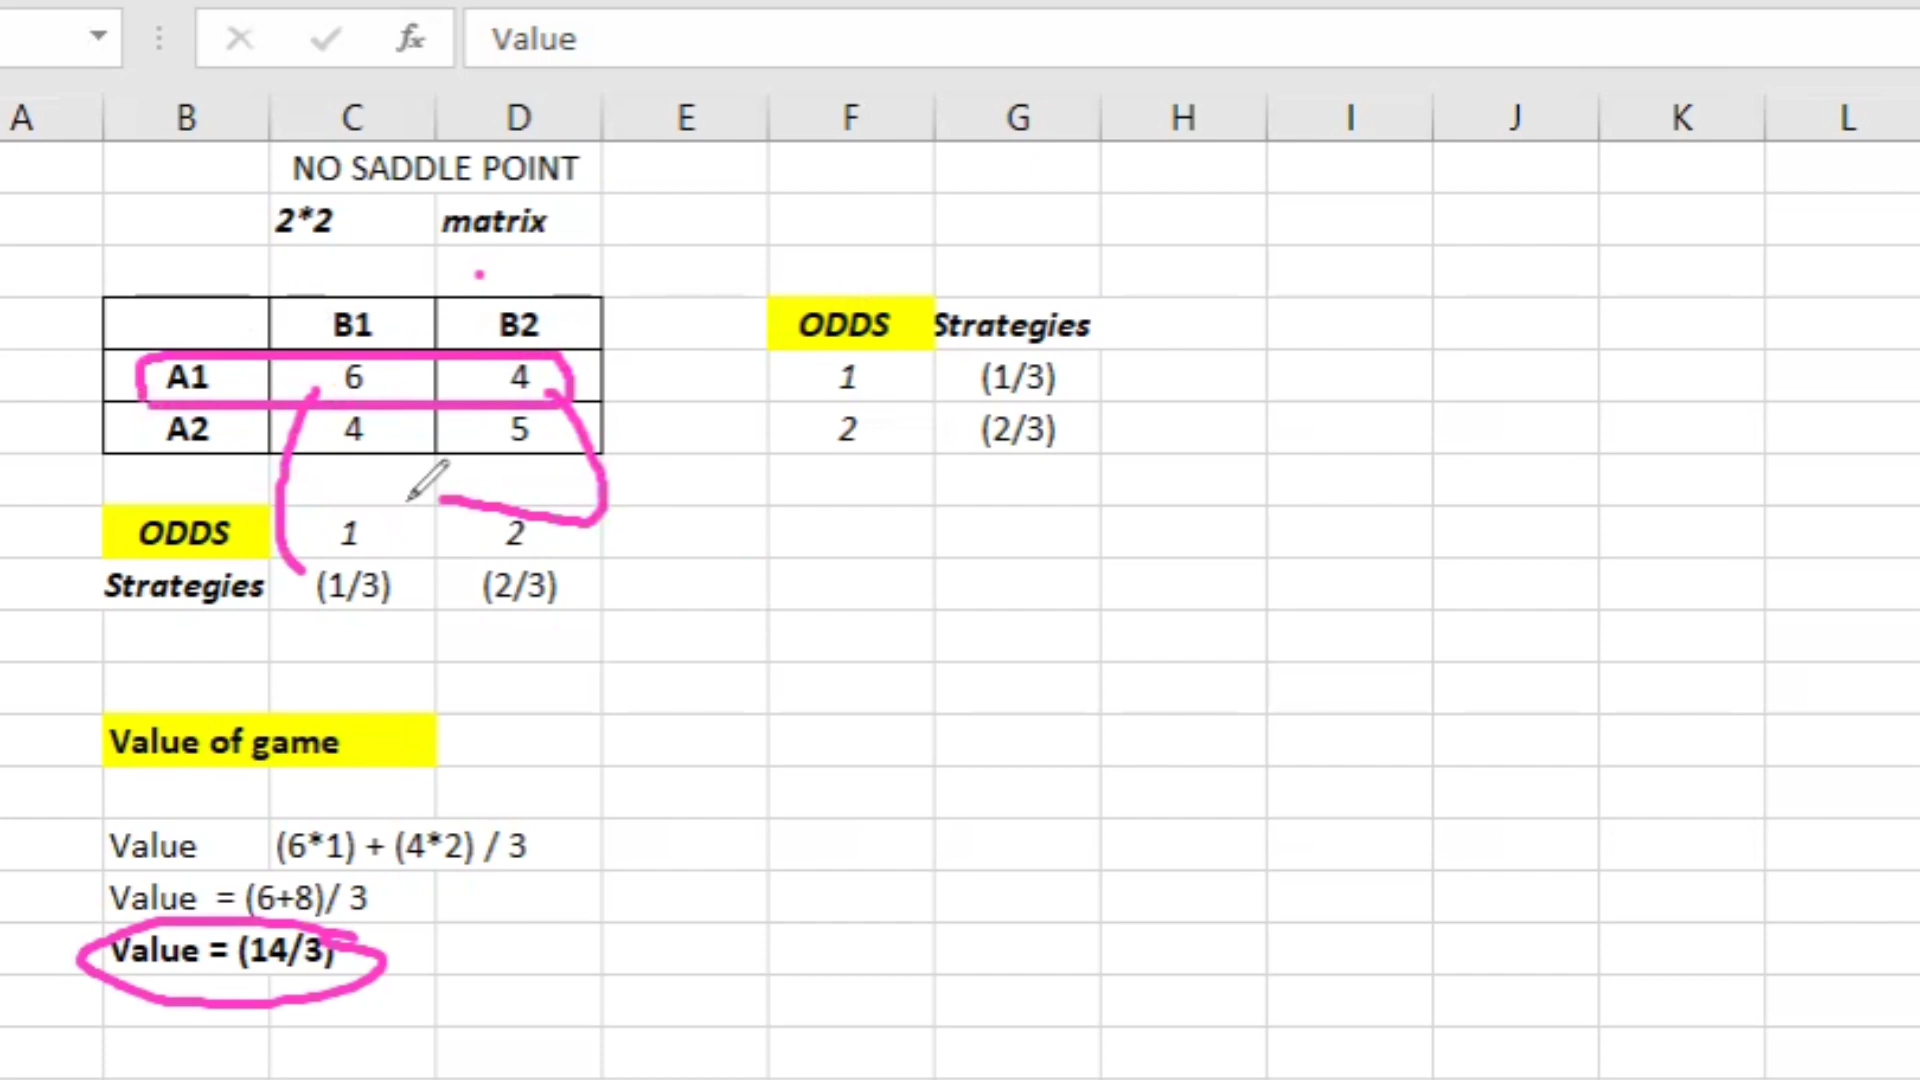 fx Value
A B C D E F G H I J K L
NO SADDLE POINT
2*2 matrix
B1 B2 ODDS Strategies
A1 6 4 1 (1/3)
A2 4 5 2 (2/3)
ODDS 1 2
Strategies (1/3) (2/3)
Value of game
Value (6*1) + (4*2) / 3
Value = (6+8)/ 3
Value = (14/3)